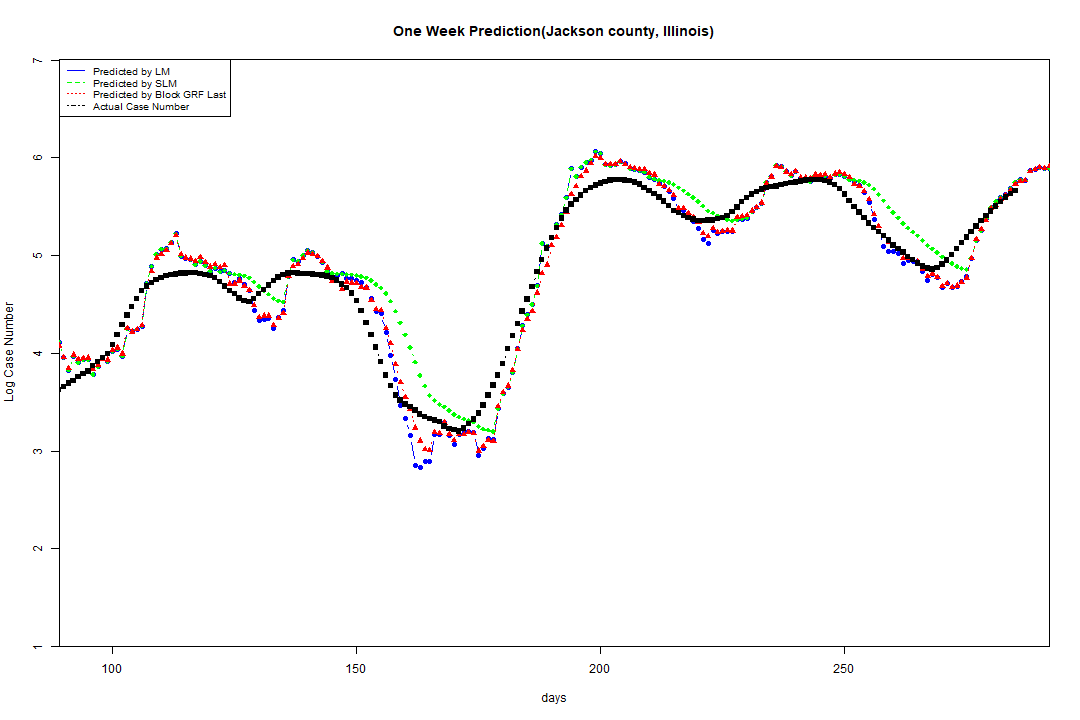 One Week Prediction(Jackson county, Illinois)
Predicted by LM
Predicted by SLM
Predicted by Block GRF Last
Actual Case Number
7
6
5
4
3
2
1
Log Case Number
100
150
200
250
days